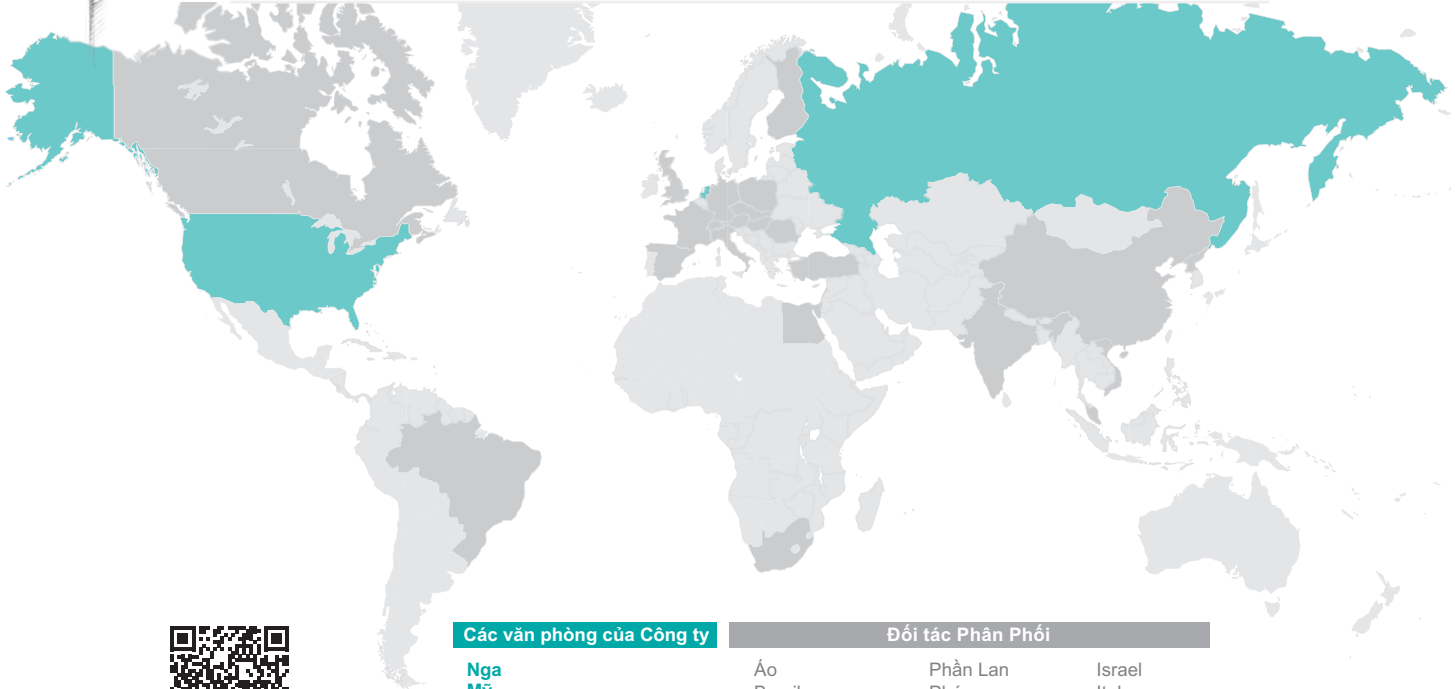 Các văn phòng của Công ty
Đối tác Phân Phối
Nga
Áo
Phần Lan
Israel